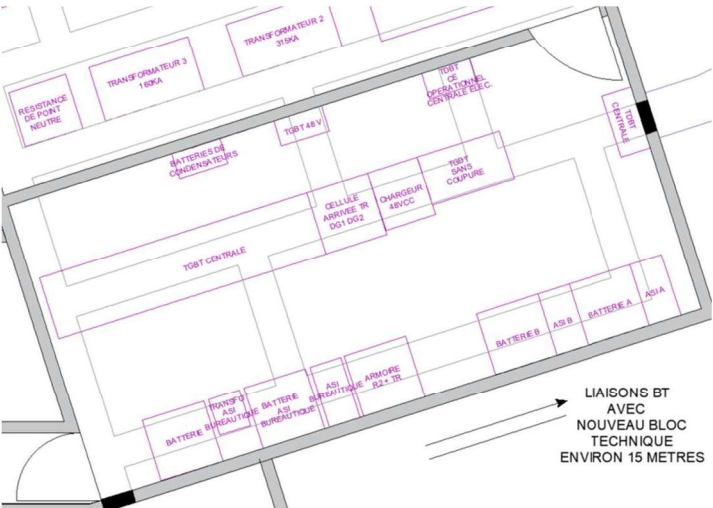 TRANSFORMATEUR 2
315KA
TRANSFORMATEUR 3
160KA
RESISTANCE
DE POINT
NEUTRE
TDBT
CE
OPERATIONNEL
CENTRALE ELEC.
TDBT
CENTRALE
TGBT 48 V
BATTERIES DE
CONDENSATEURS
TGBT
SANS
COUPURE
CHARGEUR
48VCC
CELLULE
ARRIVEE TR
DG1 DG2
TGBT CENTRALE
BATTERIE B
ASI B
BATTERIE A
ASI A
BATTERIE
TRANSFO
ASI
BUREAUTIQUE
BATTERIE
ASI
BUREAUTIQUE
ASI
BUREAUTIQUE
ARMOIRE
R2 + TR
LIAISONS BT
AVEC
NOUVEAU BLOC
TECHNIQUE
ENVIRON 15 METRES